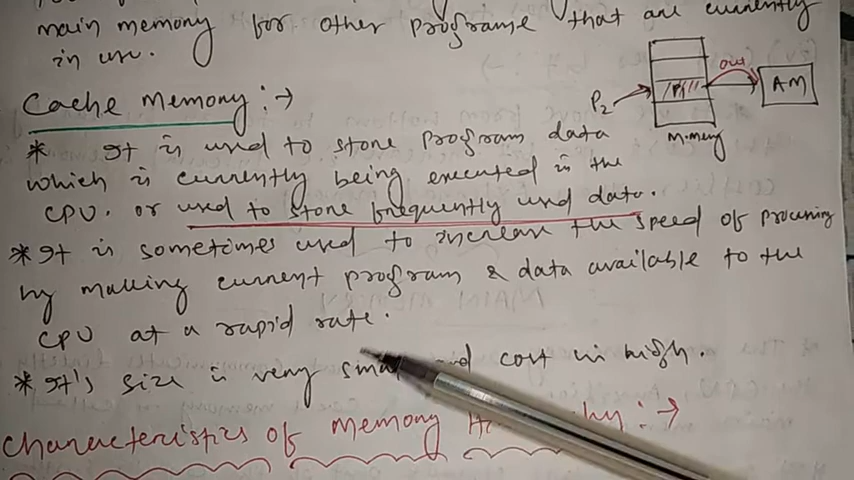 main memory for other programe that are currently
in use.
out
AM
P2
M.memy
Cache Memory :→
* It is used to store program data
which is currently being executed in the
CPU. or used to store frequently used data.
* It is sometimes used to increase the speed of processing
by making current program & data available to the
CPU at a rapid rate.
* It's size is very small and cost is high.
Characteristics of Memory :→